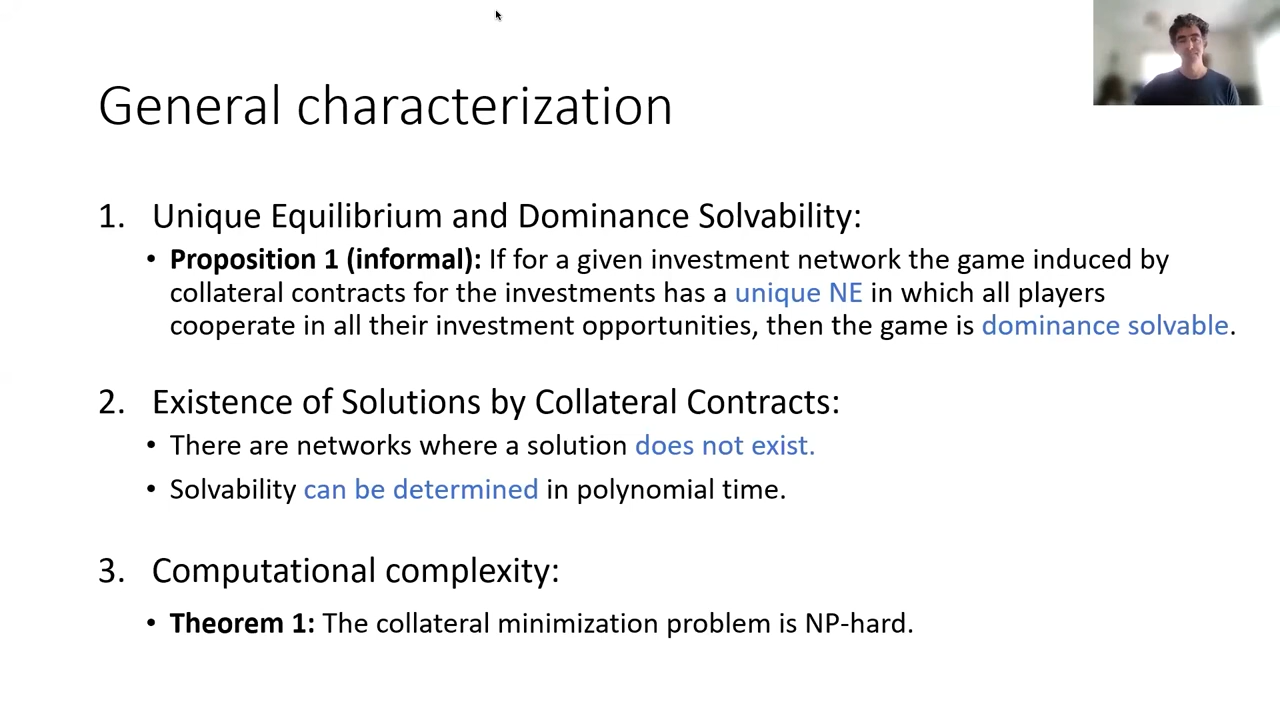 General characterization
1. Unique Equilibrium and Dominance Solvability:
• Proposition 1 (informal): If for a given investment network the game induced by
collateral contracts for the investments has a unique NE in which all players
cooperate in all their investment opportunities, then the game is dominance solvable.
2. Existence of Solutions by Collateral Contracts:
• There are networks where a solution does not exist.
• Solvability can be determined in polynomial time.
3. Computational complexity:
• Theorem 1: The collateral minimization problem is NP-hard.